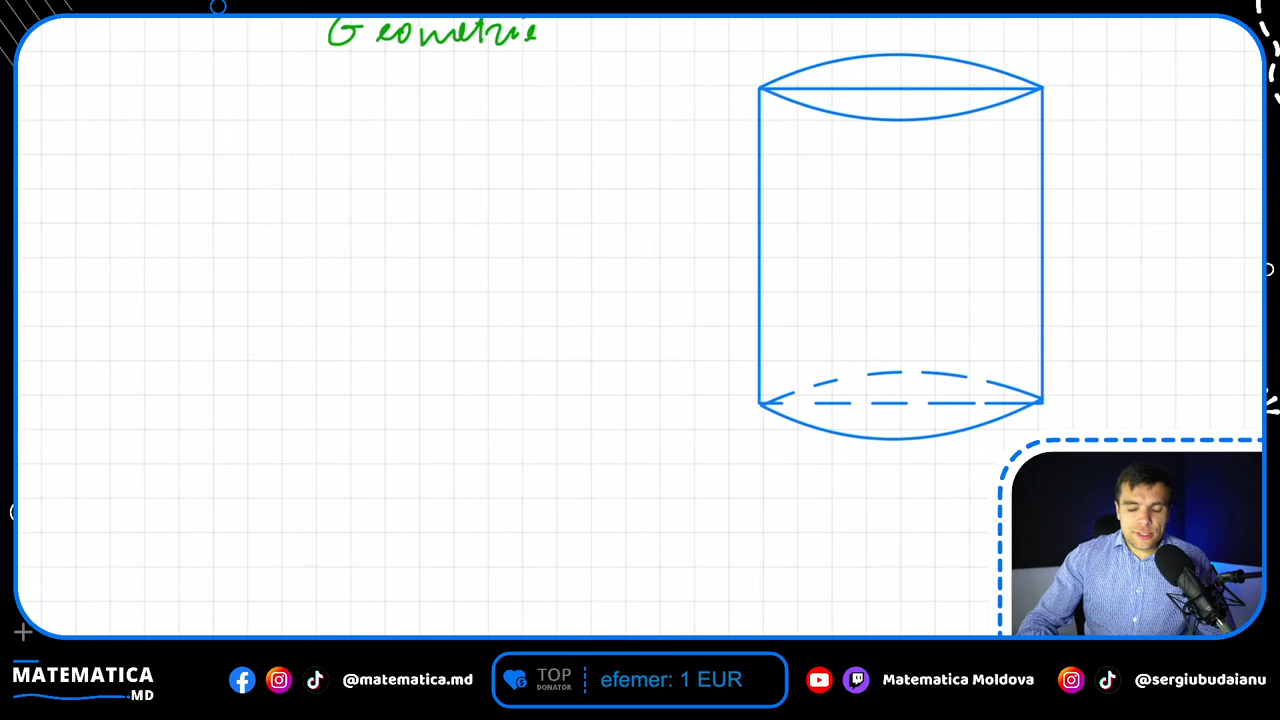 Geometrie
MATEMATICA
.MD
@matematica.md
TOP
DONATOR
efemer: 1 EUR
Matematica Moldova
@sergiubudaianu